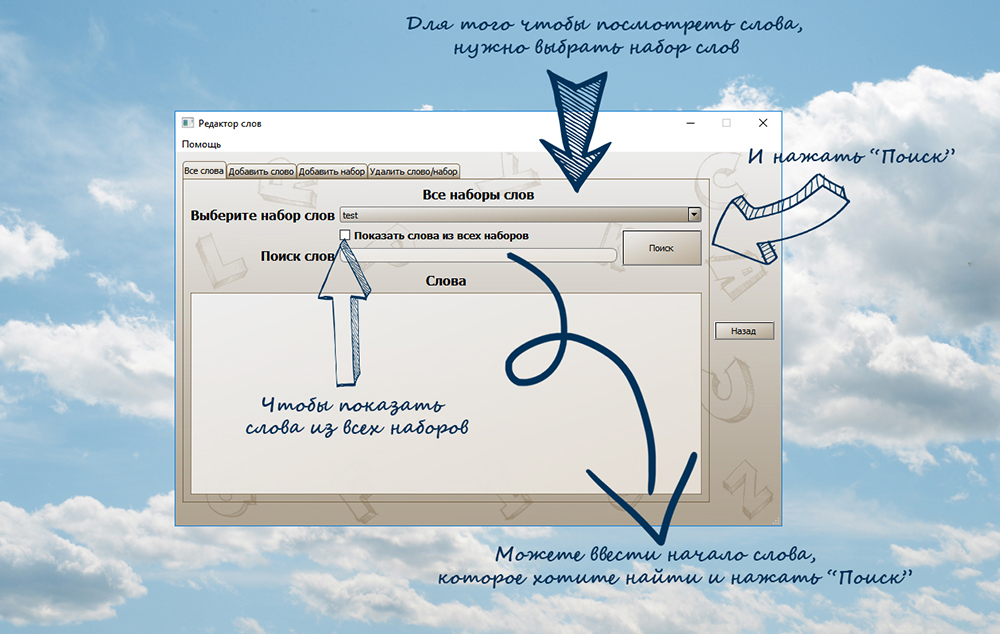 Для того чтобы посмотреть слова,
нужно выбрать набор слов
Редактор слов
Помощь
И нажать “Поиск”
Все слова Добавить слово Добавить набор Удалить слово/набор
Все наборы слов
Выберите набор слов test
Показать слова из всех наборов
Поиск слов Поиск
Слова
Назад
Чтобы показать
слова из всех наборов
Можете ввести начало слова,
которое хотите найти и нажать “Поиск”